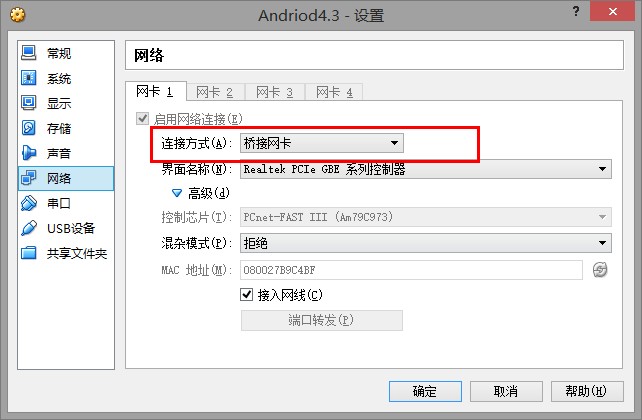 Andriod4.3 - 设置
?
常规
系统
显示
存储
声音
网络
串口
USB设备
共享文件夹
网络
网卡 1 网卡 2 网卡 3 网卡 4
启用网络连接(E)
连接方式(A): 桥接网卡
界面名称(N): Realtek PCIe GBE 系列控制器
高级(d)
控制芯片(T): PCnet-FAST III (Am79C973)
混杂模式(P): 拒绝
MAC 地址(M): 080027B9C4BF
接入网线(C)
端口转发(P)
确定 取消 帮助(H)